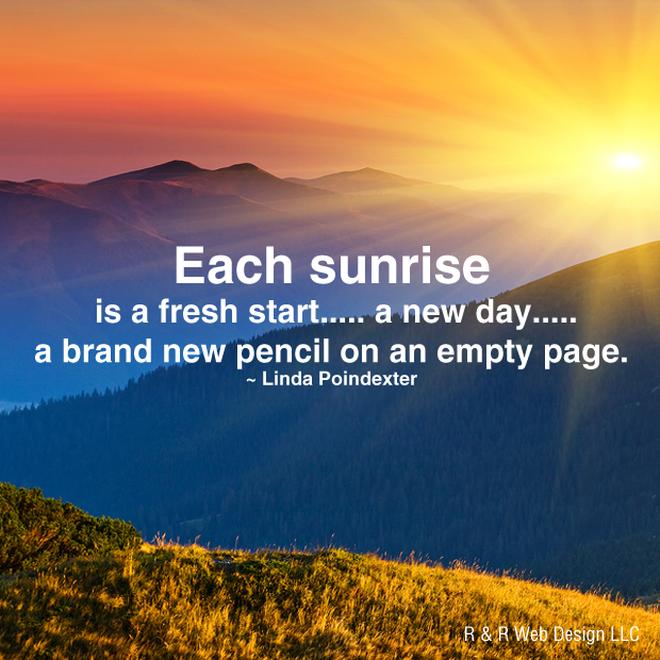 Each sunrise
is a fresh start..... a new day.....
a brand new pencil on an empty page.
~ Linda Poindexter
R & R Web Design LLC